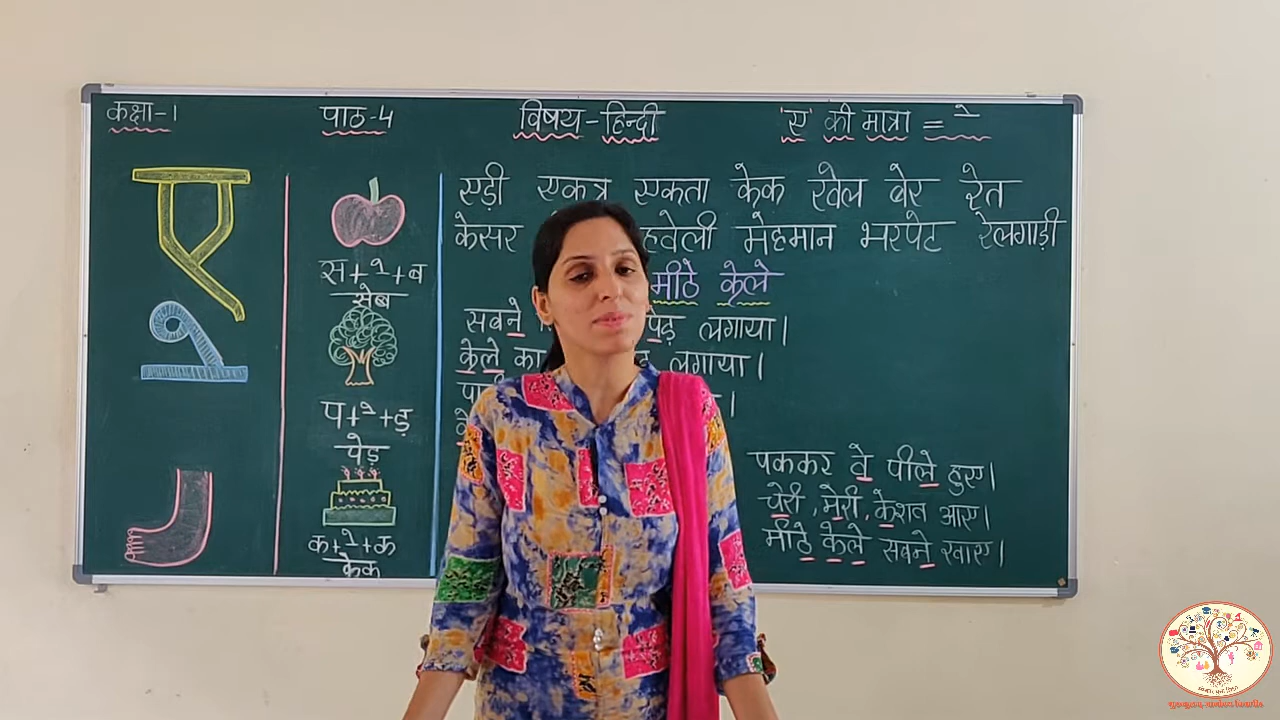 कक्षा-1 पाठ-4 विषय-हिन्दी 'ए' की मात्रा = े
ए
े
स+े+ब
सेब
प+े+ड़
पेड़
क+े+क
केक
एड़ी एकत्र एकता केक खेल बेर रेत
केसर हवेली मेहमान भरपेट रेलगाड़ी
मीठे केले
सबने पेड़ लगाया।
केले का लगाया।
पककर वे पीले हुए।
चेरी, मेरी, केशव आए।
मीठे केले सबने खाए।